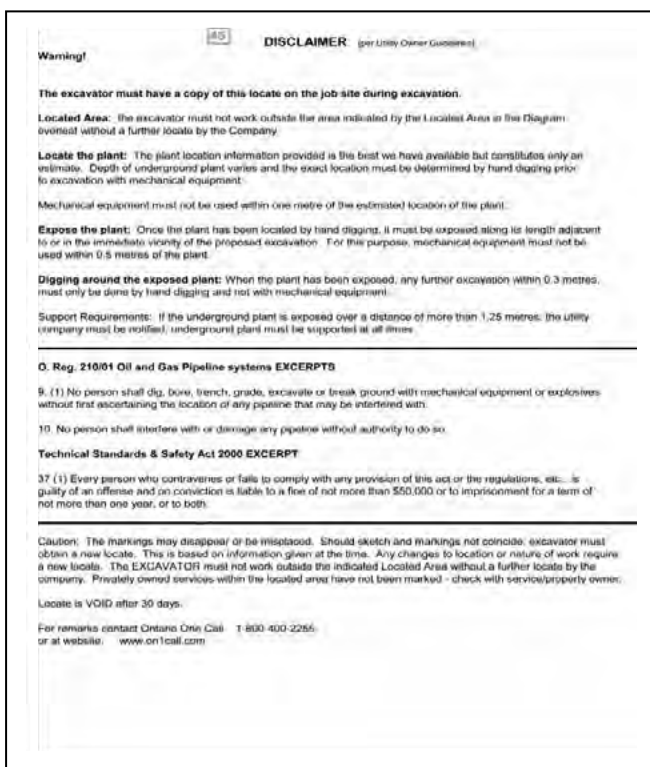 45
DISCLAIMER (per Utility Owner Guidelines)
Warning!
The excavator must have a copy of this locate on the job site during excavation.
Located Area: the excavator must not work outside the area indicated by the Located Area in the Diagram
overleaf without a further locate by the Company
Locate the plant: The plant location information provided is the best we have available but constitutes only an
estimate. Depth of underground plant varies and the exact location must be determined by hand digging prior
to excavation with mechanical equipment
Mechanical equipment must not be used within one metre of the estimated location of the plant.
Expose the plant: Once the plant has been located by hand digging, it must be exposed along its length adjacent
to or in the immediate vicinity of the proposed excavation. For this purpose, mechanical equipment must not be
used within 0.5 metres of the plant
Digging around the exposed plant: When the plant has been exposed, any further excavation within 0.3 metres,
must only be done by hand digging and not with mechanical equipment.
Support Requirements: If the underground plant is exposed over a distance of more than 1.25 metres, the utility
company must be notified, underground plant must be supported at all times
O. Reg. 210/01 Oil and Gas Pipeline systems EXCERPTS
9. (1) No person shall dig, bore, trench, grade, excavate or break ground with mechanical equipment or explosives
without first ascertaining the location of any pipeline that may be interfered with.
10. No person shall interfere with or damage any pipeline without authority to do so
Technical Standards & Safety Act 2000 EXCERPT
37 (1) Every person who contravenes or fails to comply with any provision of this act or the regulations, etc.. is
guilty of an offense and on conviction is liable to a fine of not more than $50,000 or to imprisonment for a term of
not more than one year, or to both.
Caution: The markings may disappear or be misplaced. Should sketch and markings not coincide, excavator must
obtain a new locate. This is based on information given at the time. Any changes to location or nature of work require
a new locate. The EXCAVATOR must not work outside the indicated Located Area without a further locate by the
company. Privately owned services within the located area have not been marked - check with service/property owner.
Locate is VOID after 30 days.
For remarks contact Ontario One Call 1-800-400-2255
or at website. www.on1call.com